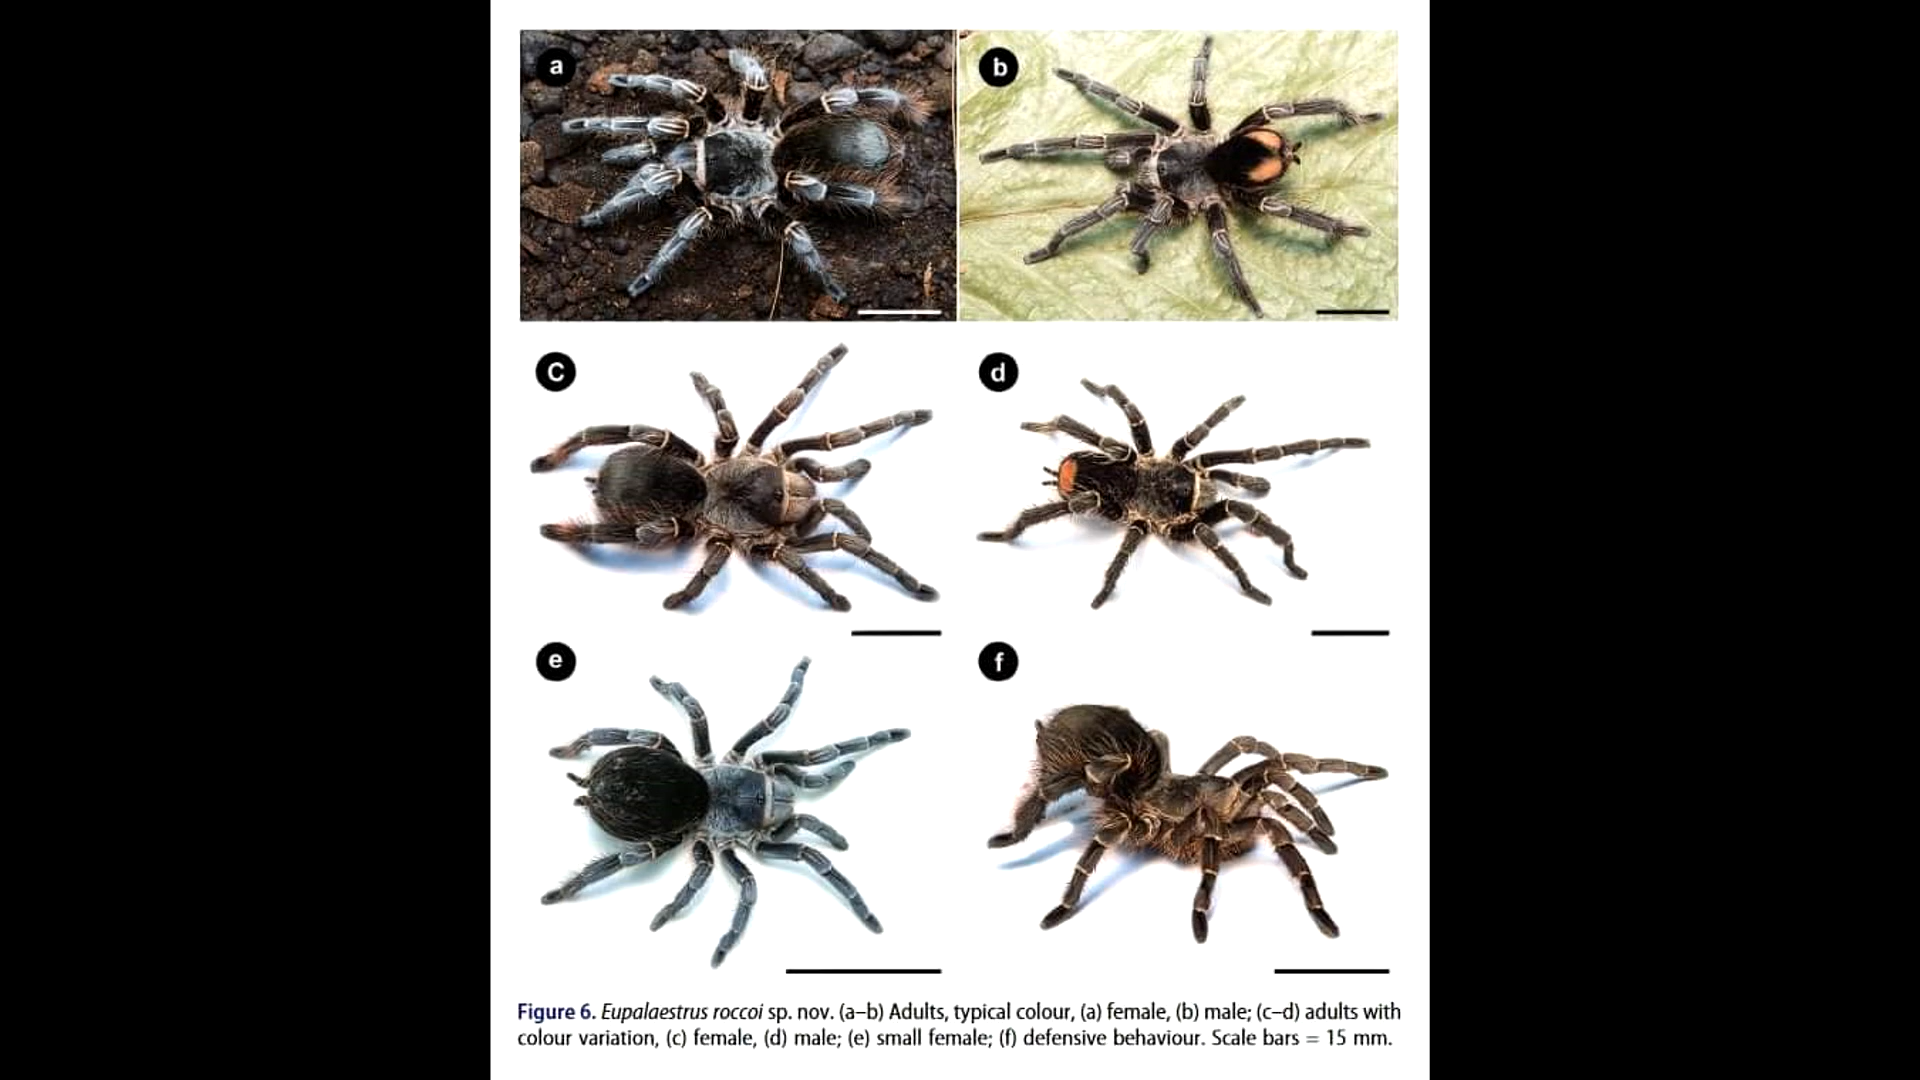 a
b
c
d
e
f
Figure 6. Eupalaestrus roccoi sp. nov. (a–b) Adults, typical colour, (a) female, (b) male; (c–d) adults with
colour variation, (c) female, (d) male; (e) small female; (f) defensive behaviour. Scale bars = 15 mm.